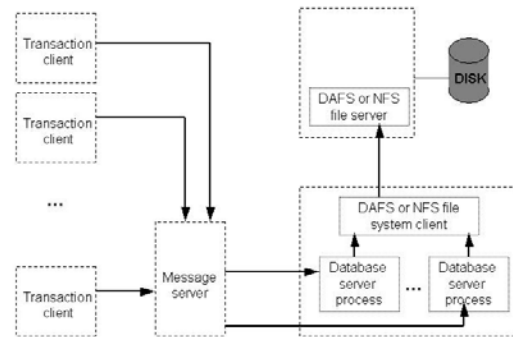 Transaction
client
Transaction
client
...
Transaction
client
Message
server
DAFS or NFS
file server
DISK
DAFS or NFS file
system client
Database
server
process
...
Database
server
process